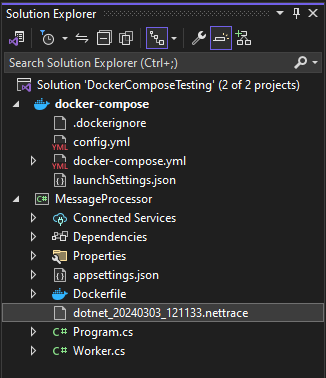 Solution Explorer
Search Solution Explorer (Ctrl+;)
Solution 'DockerComposeTesting' (2 of 2 projects)
docker-compose
.dockerignore
YML config.yml
YML docker-compose.yml
launchSettings.json
C# MessageProcessor
Connected Services
Dependencies
Properties
appsettings.json
Dockerfile
dotnet_20240303_121133.nettrace
C# Program.cs
C# Worker.cs